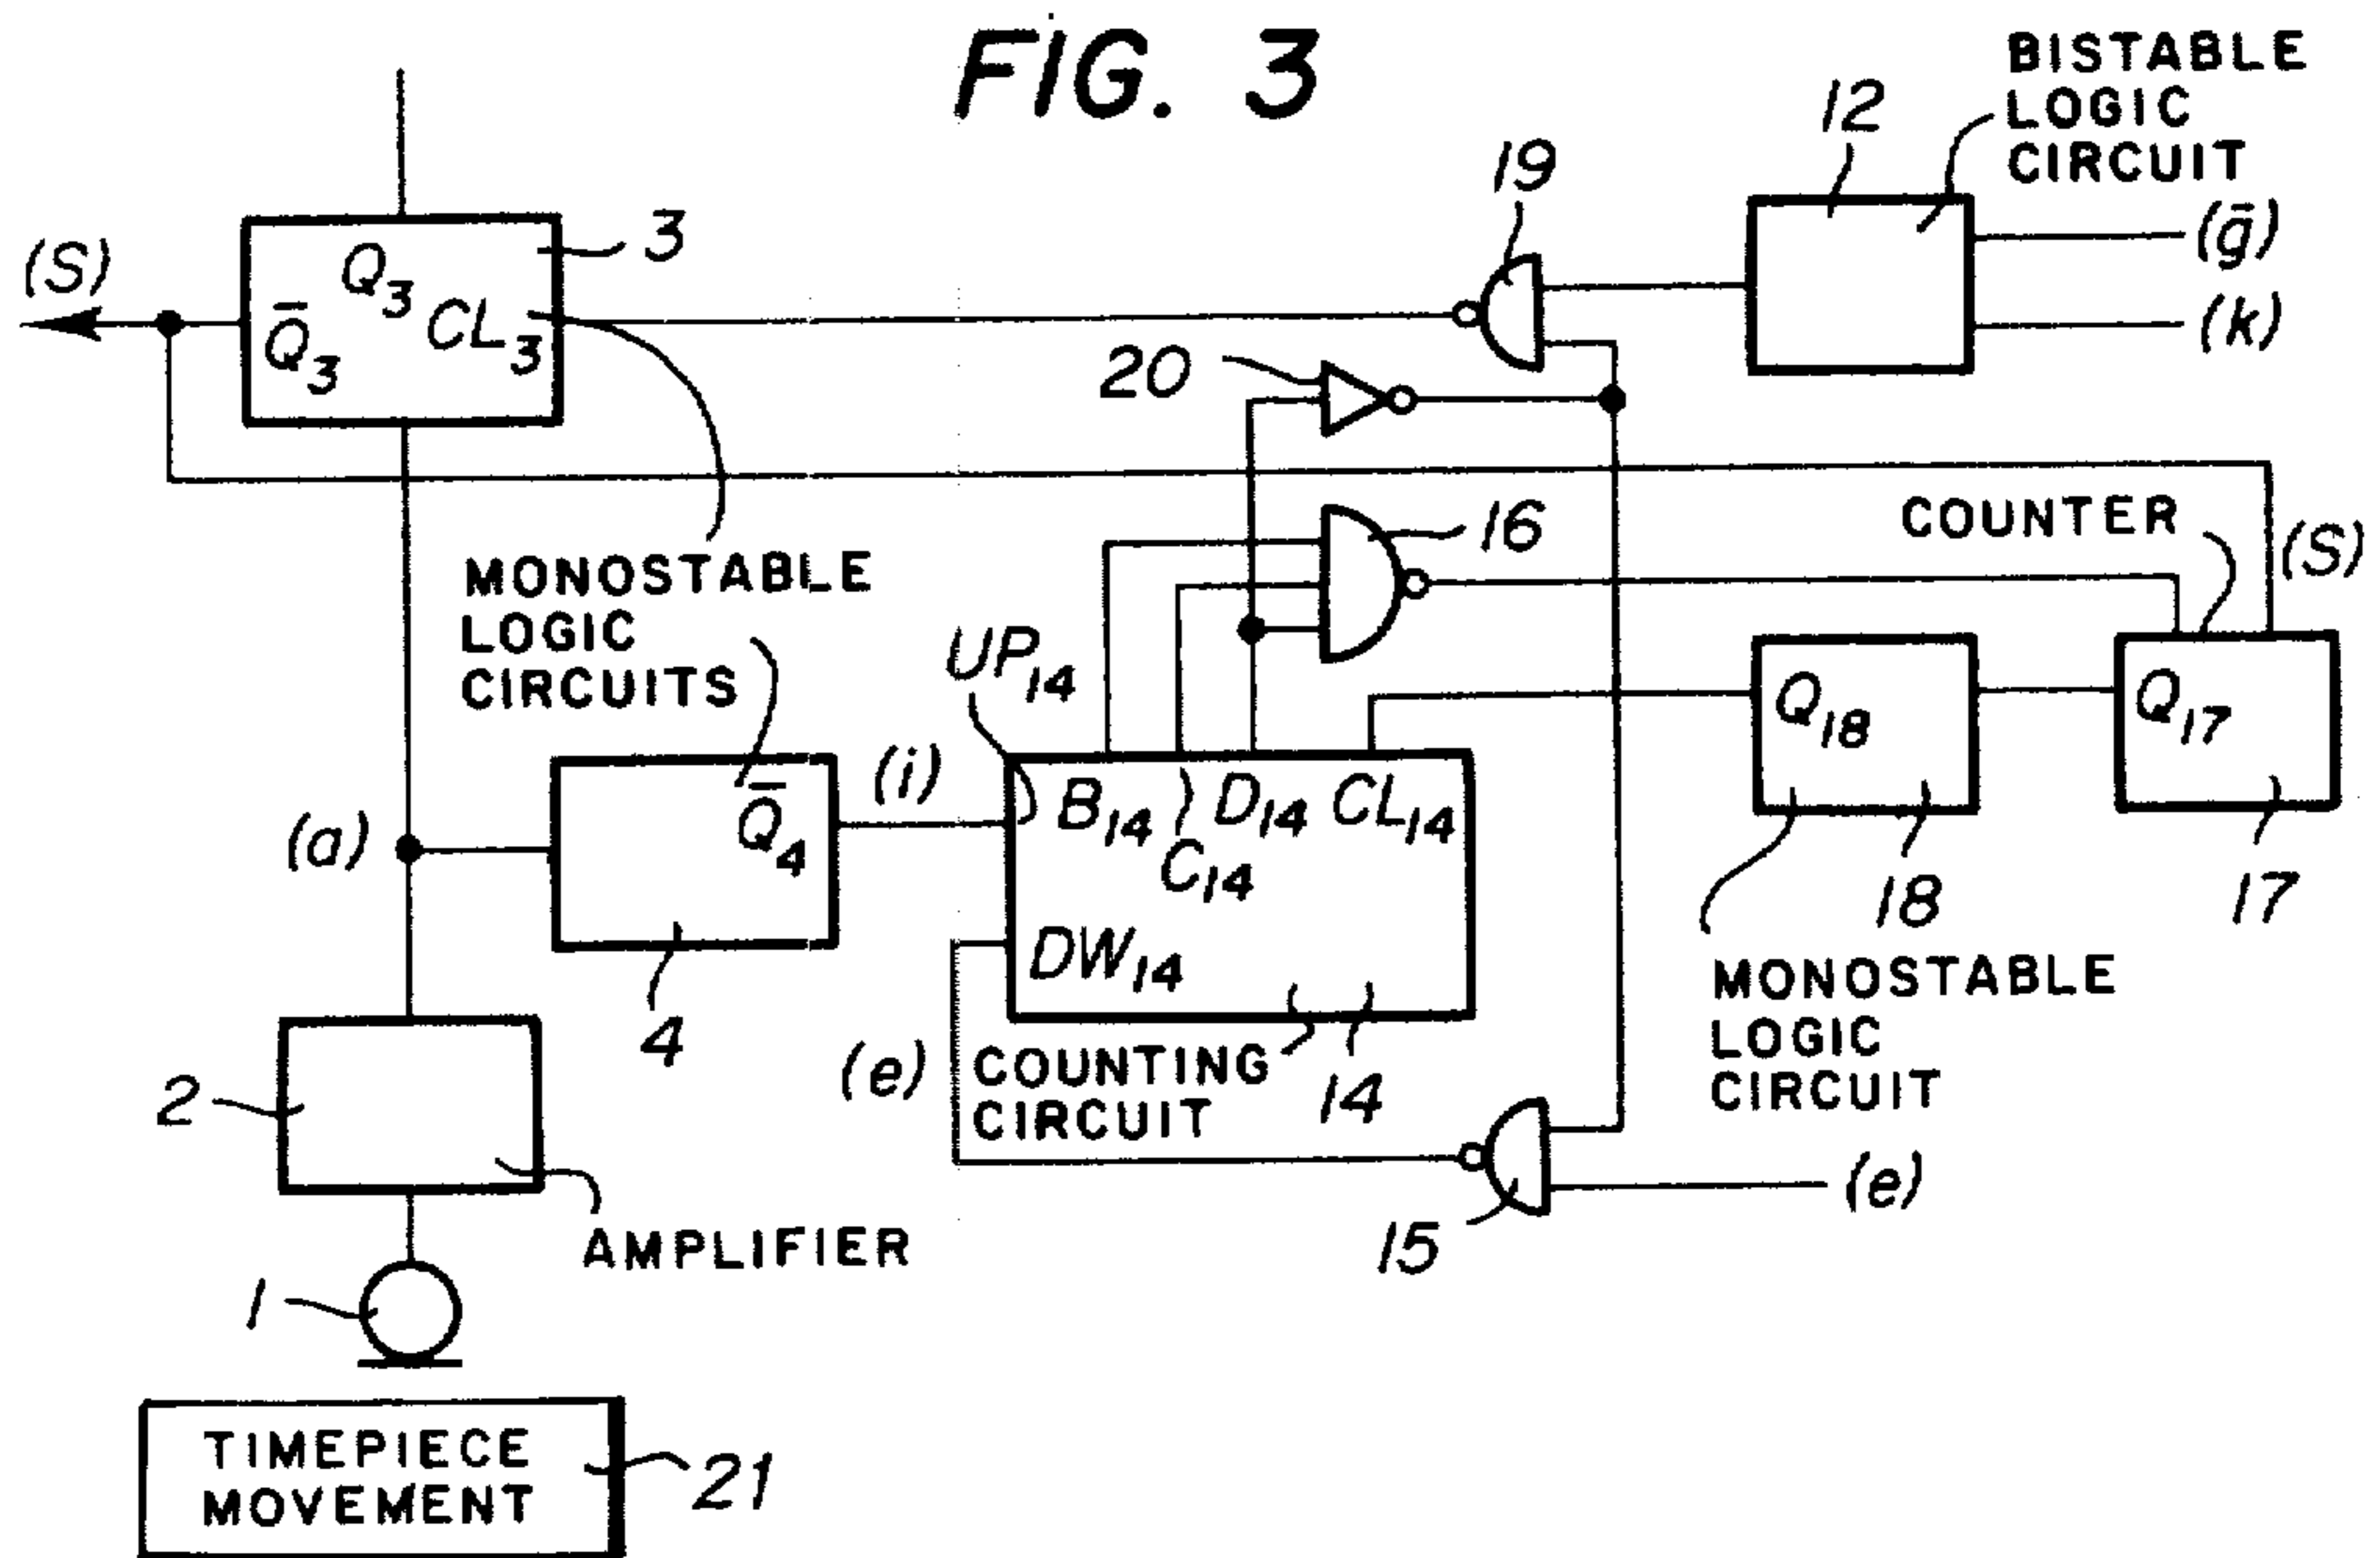 FIG. 3
BISTABLE
LOGIC
CIRCUIT
12
19
(ḡ)
(k)
(S)
3
Q3
Q̄3
CL3
20
16
COUNTER
(S)
MONOSTABLE
LOGIC
CIRCUITS
UP14
Q18
Q17
(i)
B14
D14
CL14
C14
Q̄4
(a)
DW14
18
17
4
MONOSTABLE
LOGIC
CIRCUIT
2
(e)
COUNTING
CIRCUIT
14
(e)
15
AMPLIFIER
1
TIMEPIECE
MOVEMENT
21